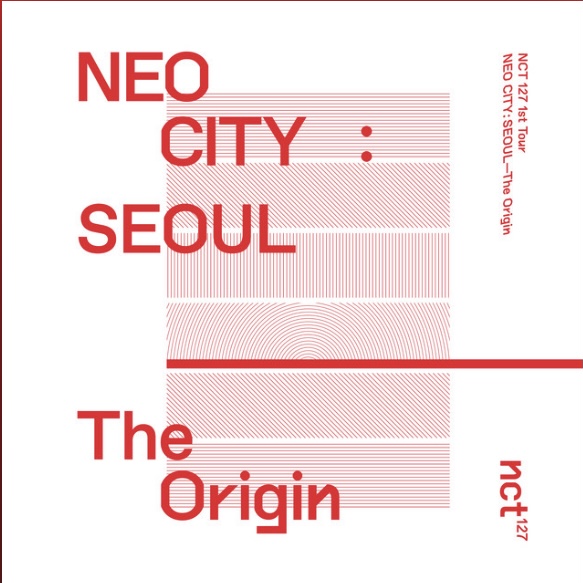 NEO
CITY :
SEOUL
The
Origin
NCT 127 1st Tour
NEO CITY : SEOUL—The Origin
nct127